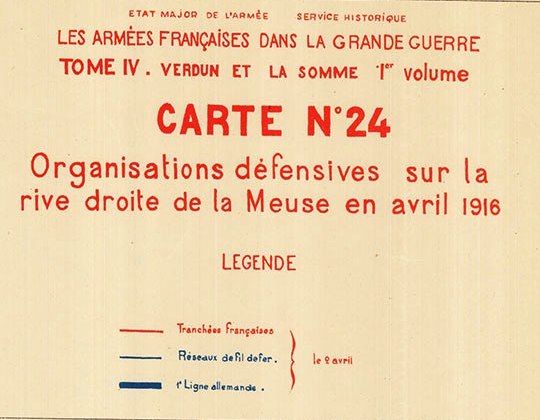 ETAT MAJOR DE L'ARMÉE SERVICE HISTORIQUE
LES ARMÉES FRANÇAISES DANS LA GRANDE GUERRE
TOME IV. VERDUN ET LA SOMME 1er volume
CARTE N°24
Organisations défensives sur la
rive droite de la Meuse en avril 1916
LEGENDE
Tranchées françaises
Réseaux de fil de fer.
le 2 avril
1e Ligne allemande.